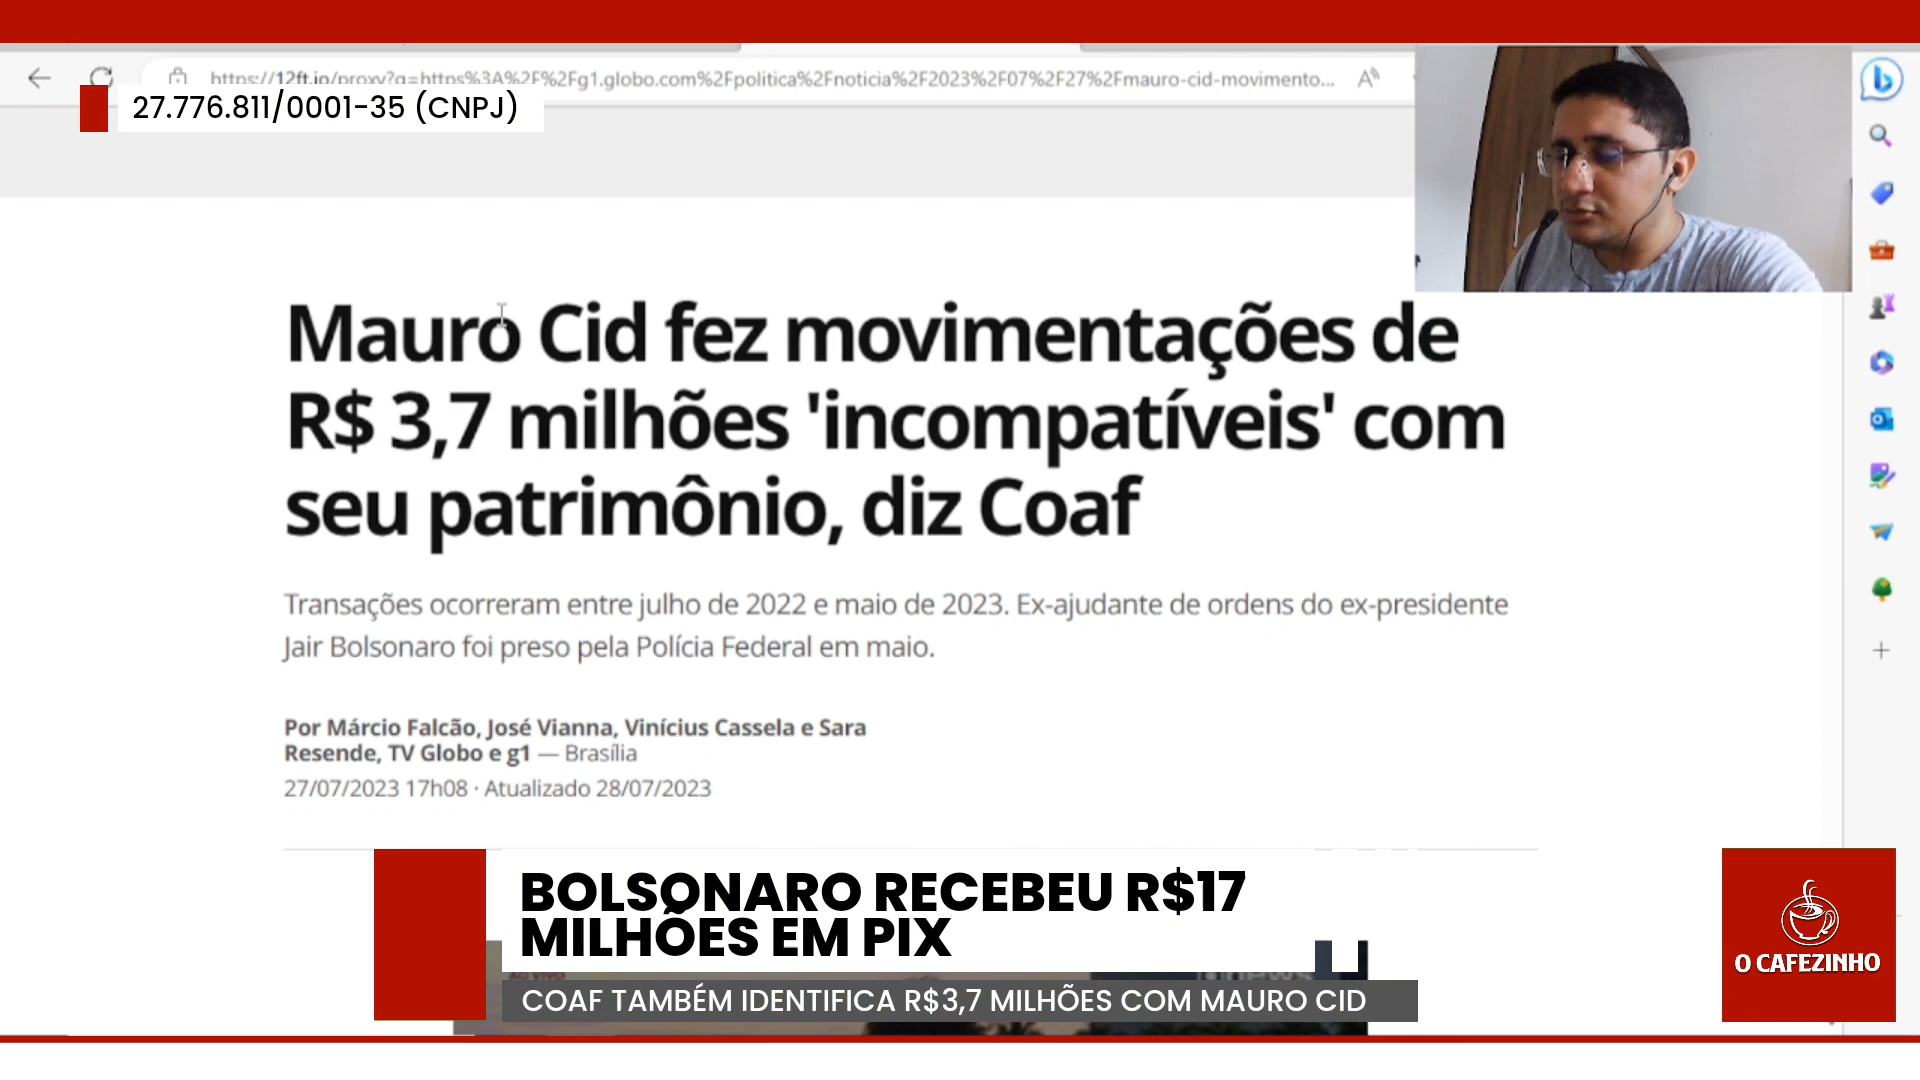 https://12ft.io/proxy?q=https%3A%2F%2Fg1.globo.com%2Fpolitica%2Fnoticia%2F2023%2F07%2F27%2Fmauro-cid-movimento...
27.776.811/0001-35 (CNPJ)
Mauro Cid fez movimentações de
R$ 3,7 milhões 'incompatíveis' com
seu patrimônio, diz Coaf
Transações ocorreram entre julho de 2022 e maio de 2023. Ex-ajudante de ordens do ex-presidente
Jair Bolsonaro foi preso pela Polícia Federal em maio.
Por Márcio Falcão, José Vianna, Vinícius Cassela e Sara
Resende, TV Globo e g1 — Brasília
27/07/2023 17h08 · Atualizado 28/07/2023
BOLSONARO RECEBEU R$17
MILHÕES EM PIX
COAF TAMBÉM IDENTIFICA R$3,7 MILHÕES COM MAURO CID
O CAFEZINHO